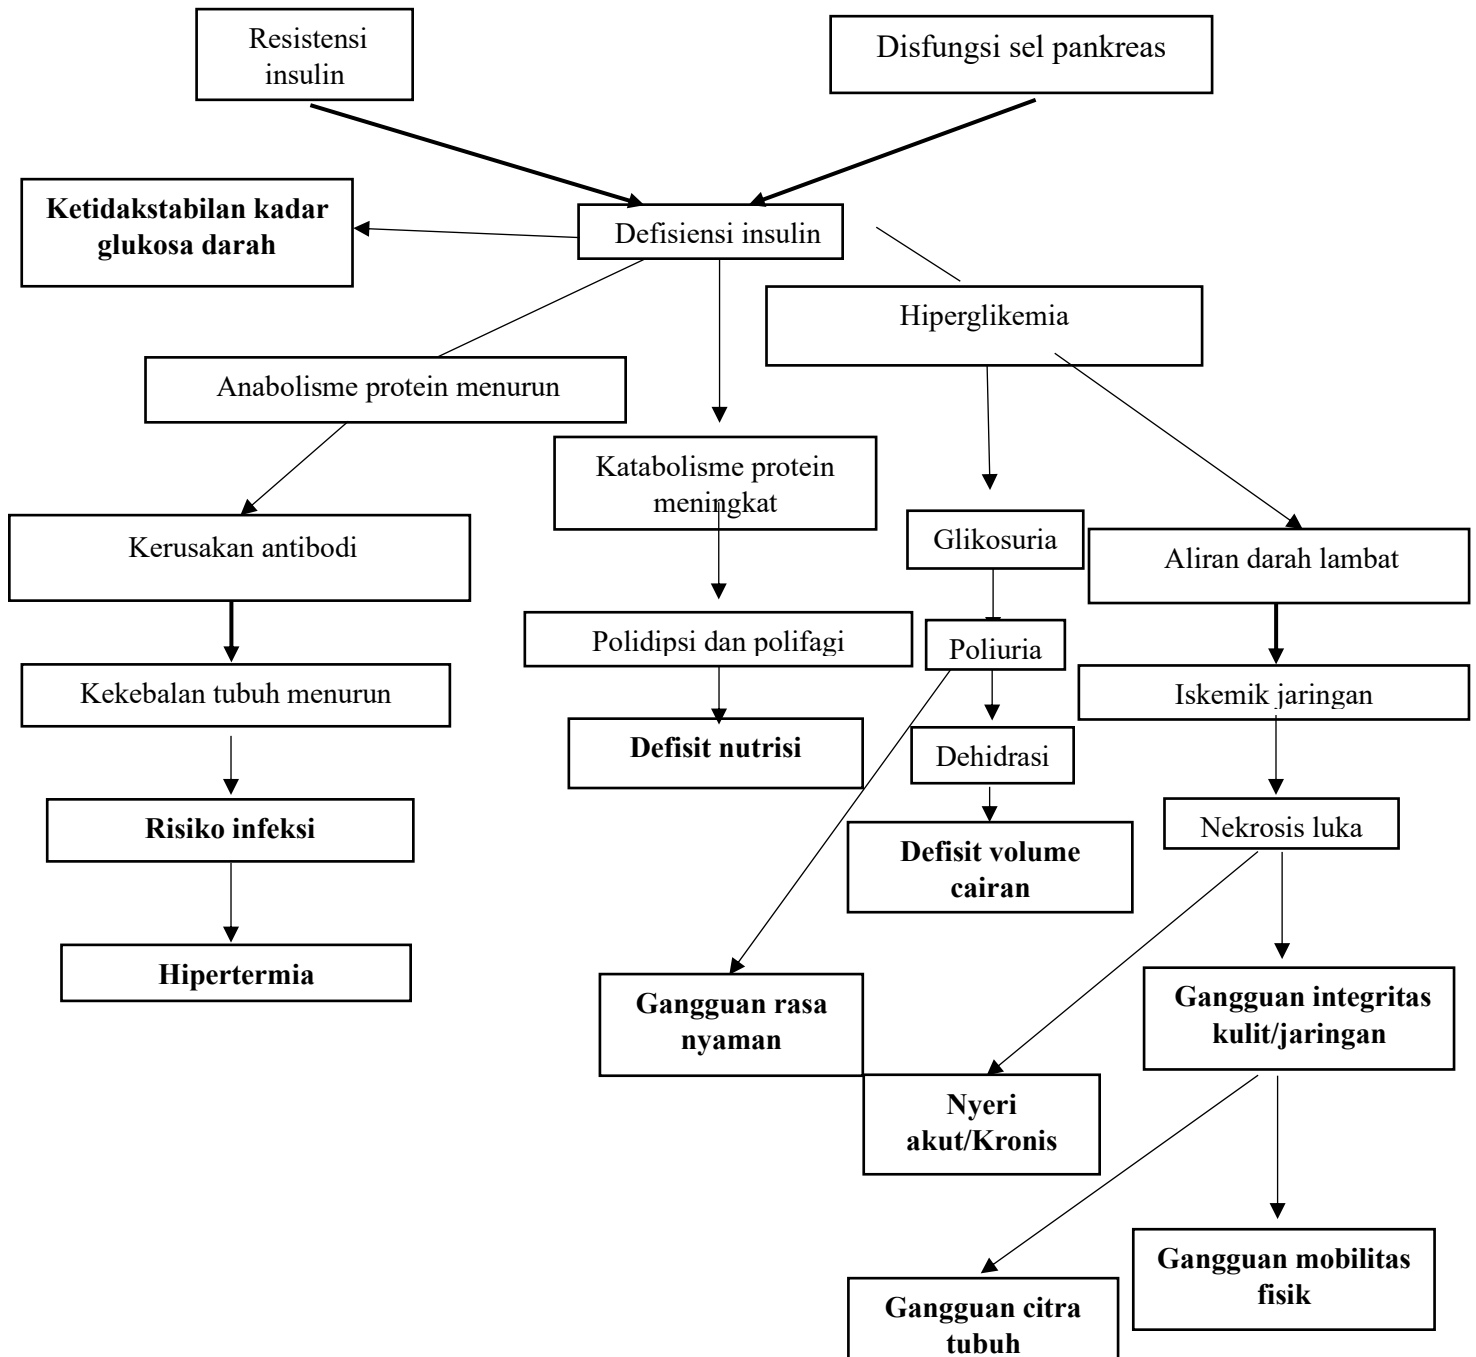 Resistensi
insulin
Disfungsi sel pankreas
Ketidakstabilan kadar
glukosa darah
Defisiensi insulin
Hiperglikemia
Anabolisme protein menurun
Katabolisme protein
meningkat
Kerusakan antibodi
Glikosuria
Aliran darah lambat
Polidipsi dan polifagi
Poliuria
Kekebalan tubuh menurun
Iskemik jaringan
Defisit nutrisi
Dehidrasi
Risiko infeksi
Nekrosis luka
Defisit volume
cairan
Hipertermia
Gangguan rasa
nyaman
Gangguan integritas
kulit/jaringan
Nyeri
akut/Kronis
Gangguan mobilitas
fisik
Gangguan citra
tubuh